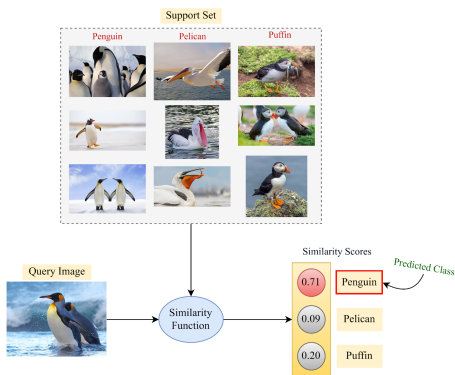 Support Set
Penguin
Pelican
Puffin
Query Image
Similarity
Function
Similarity Scores
0.71
Penguin
0.09
Pelican
0.20
Puffin
Predicted Class